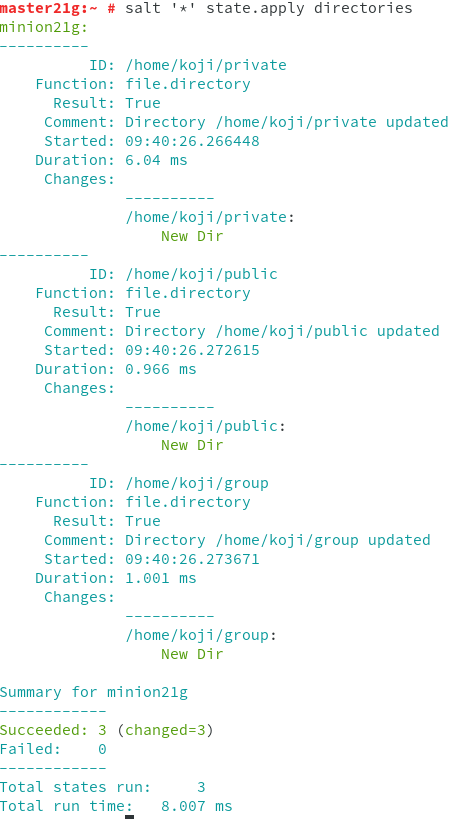 master21g:~ # salt '*' state.apply directories
minion21g:
----------
          ID: /home/koji/private
    Function: file.directory
      Result: True
     Comment: Directory /home/koji/private updated
     Started: 09:40:26.266448
    Duration: 6.04 ms
     Changes:
              ----------
              /home/koji/private:
                  New Dir
----------
          ID: /home/koji/public
    Function: file.directory
      Result: True
     Comment: Directory /home/koji/public updated
     Started: 09:40:26.272615
    Duration: 0.966 ms
     Changes:
              ----------
              /home/koji/public:
                  New Dir
----------
          ID: /home/koji/group
    Function: file.directory
      Result: True
     Comment: Directory /home/koji/group updated
     Started: 09:40:26.273671
    Duration: 1.001 ms
     Changes:
              ----------
              /home/koji/group:
                  New Dir

Summary for minion21g
------------
Succeeded: 3 (changed=3)
Failed:    0
------------
Total states run:     3
Total run time:   8.007 ms